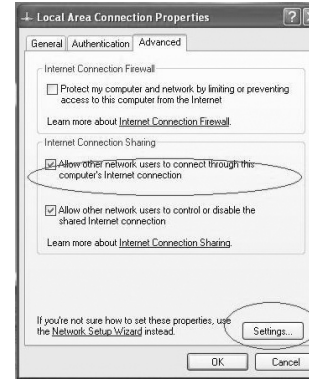 Local Area Connection Properties
General Authentication Advanced
Internet Connection Firewall
Protect my computer and network by limiting or preventing
access to this computer from the Internet
Learn more about Internet Connection Firewall.
Internet Connection Sharing
Allow other network users to connect through this
computer's Internet connection
Allow other network users to control or disable the
shared Internet connection
Learn more about Internet Connection Sharing.
If you're not sure how to set these properties, use
the Network Setup Wizard instead.
Settings...
OK Cancel